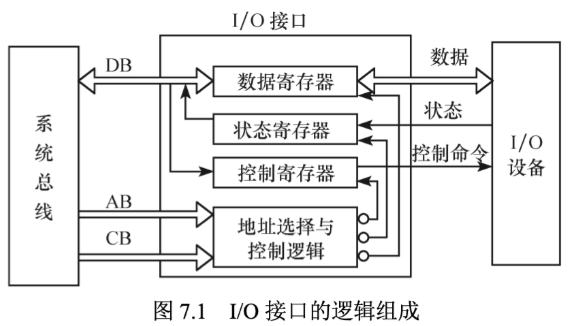 I/O 接口
系统总线
DB
数据寄存器
数据
状态寄存器
状态
控制寄存器
控制命令
I/O
设备
AB
CB
地址选择与
控制逻辑
图 7.1 I/O 接口的逻辑组成